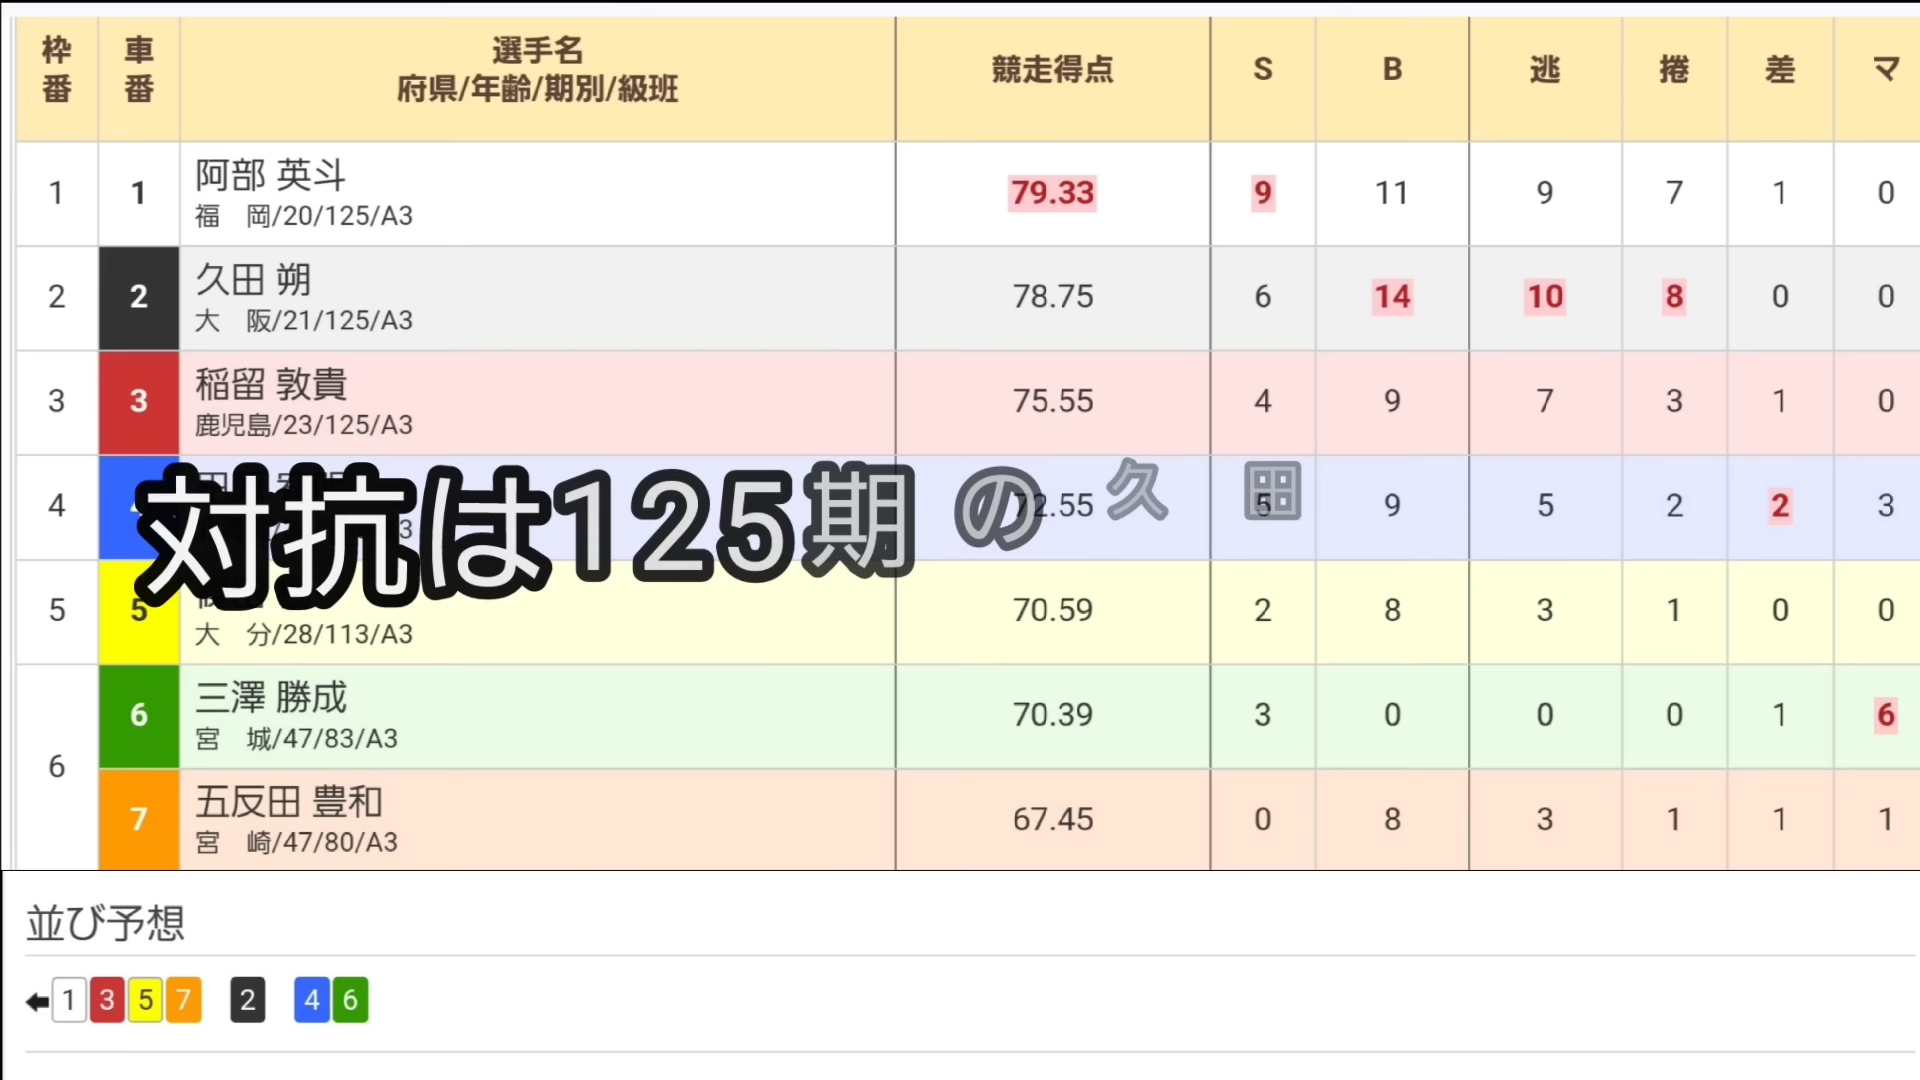 枠番 車番 選手名 競走得点 S B 逃 捲 差 マ
府県/年齢/期別/級班
1 1 阿部 英斗 79.33 9 11 9 7 1 0
福 岡/20/125/A3
2 2 久田 朔 78.75 6 14 10 8 0 0
大 阪/21/125/A3
3 3 稲留 敦貴 75.55 4 9 7 3 1 0
鹿児島/23/125/A3
4 72.55 5 9 5 2 2 3
対抗は125期の久田
5 5 70.59 2 8 3 1 0 0
大 分/28/113/A3
6 6 三澤 勝成 70.39 3 0 0 0 1 6
宮 城/47/83/A3
7 五反田 豊和 67.45 0 8 3 1 1 1
宮 崎/47/80/A3
並び予想
1 3 5 7 2 4 6